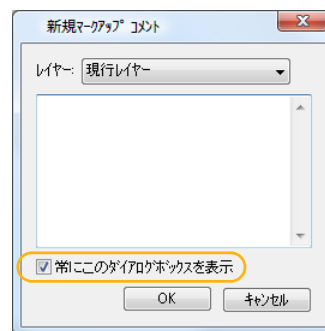 新規ﾏｰｸｱｯﾌﾟ ｺﾒﾝﾄ
ﾚｲﾔｰ: 現行ﾚｲﾔｰ
常にこのﾀﾞｲｱﾛｸﾞﾎﾞｯｸｽを表示
OK ｷｬﾝｾﾙ